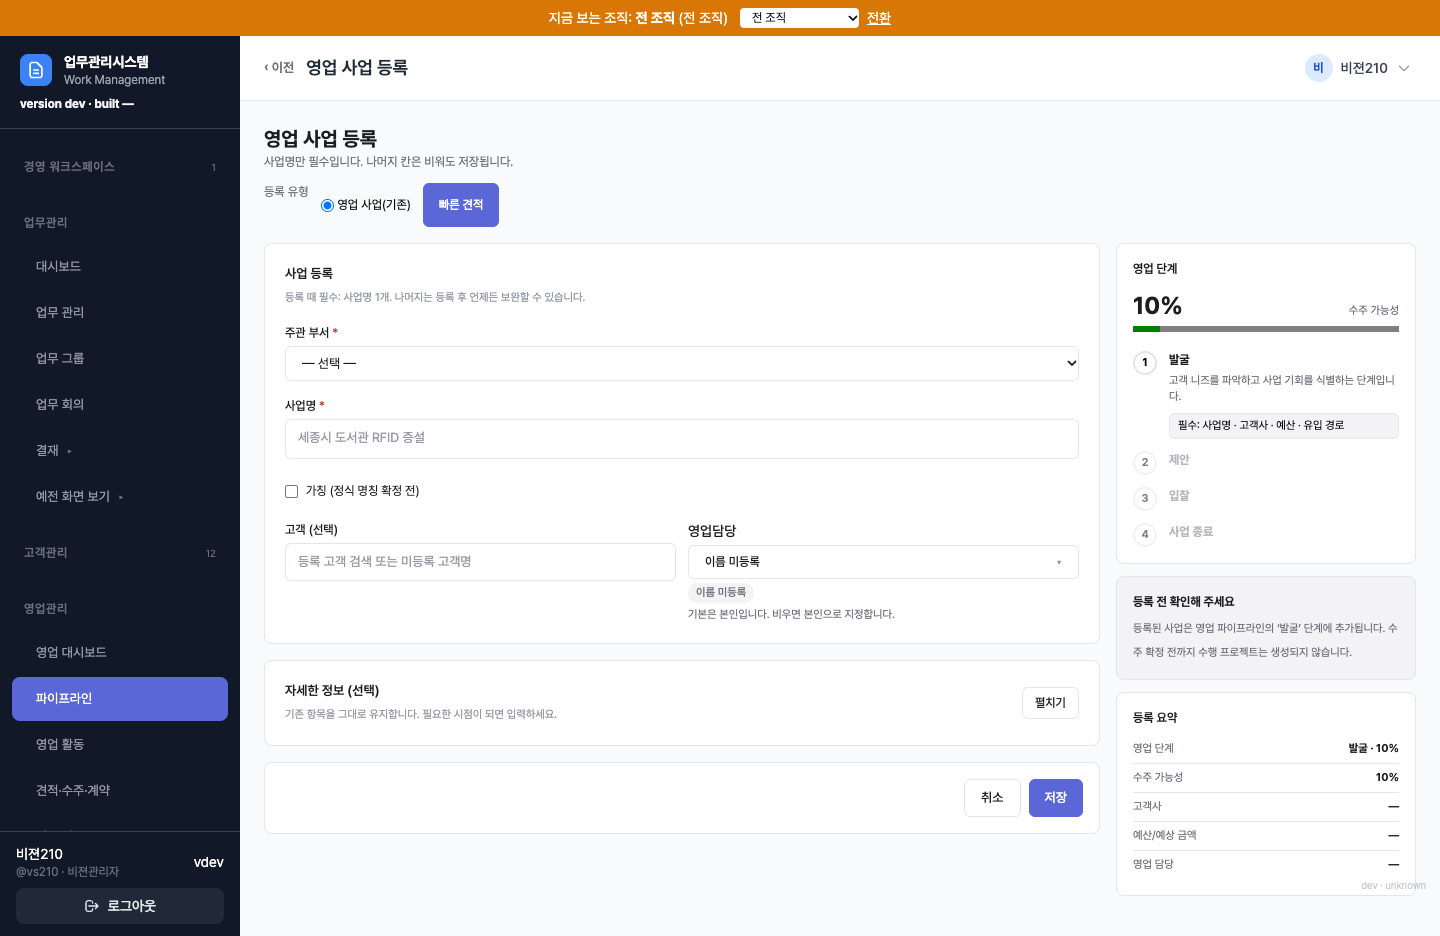 지금 보는 조직: 전 조직 (전 조직) 전 조직 전환
업무관리시스템
Work Management
version dev · built —
경영 워크스페이스 1
업무관리
대시보드
업무 관리
업무 그룹
업무 회의
결재 ▸
예전 화면 보기 ▸
고객관리 12
영업관리
영업 대시보드
파이프라인
영업 활동
견적·수주·계약
비젼210
@vs210 · 비젼관리자
vdev
로그아웃
‹ 이전 영업 사업 등록
비 비젼210
영업 사업 등록
사업명만 필수입니다. 나머지 칸은 비워도 저장됩니다.
등록 유형 영업 사업(기존) 빠른 견적
사업 등록
등록 때 필수: 사업명 1개. 나머지는 등록 후 언제든 보완할 수 있습니다.
주관 부서 *
— 선택 —
사업명 *
세종시 도서관 RFID 증설
가칭 (정식 명칭 확정 전)
고객 (선택)
등록 고객 검색 또는 미등록 고객명
영업담당
이름 미등록 ▾
이름 미등록
기본은 본인입니다. 비우면 본인으로 지정합니다.
자세한 정보 (선택)
기존 항목을 그대로 유지합니다. 필요한 시점이 되면 입력하세요.
펼치기
취소 저장
영업 단계
10% 수주 가능성
1 발굴
고객 니즈를 파악하고 사업 기회를 식별하는 단계입니
다.
필수: 사업명 · 고객사 · 예산 · 유입 경로
2 제안
3 입찰
4 사업 종료
등록 전 확인해 주세요
등록된 사업은 영업 파이프라인의 ‘발굴’ 단계에 추가됩니다. 수
주 확정 전까지 수행 프로젝트는 생성되지 않습니다.
등록 요약
영업 단계 발굴 · 10%
수주 가능성 10%
고객사 —
예산/예상 금액 —
영업 담당 —
dev · unknown